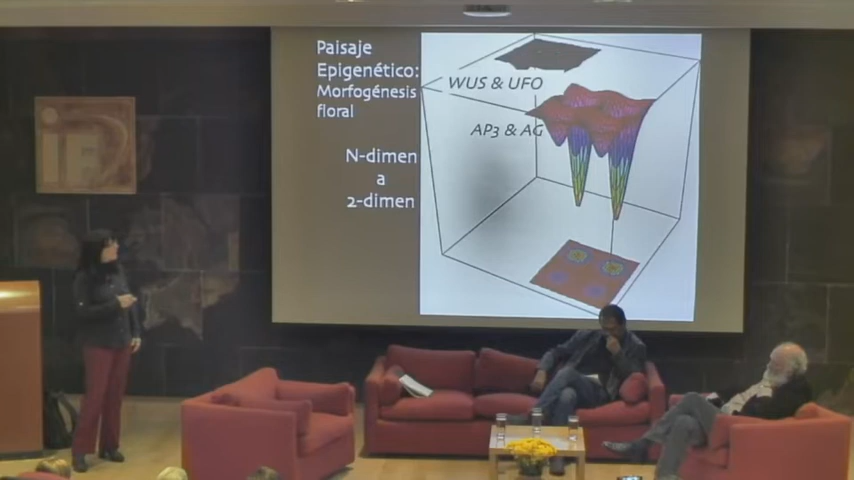 Paisaje
Epigenético:
Morfogénesis
floral
N-dimen
a
2-dimen
WUS & UFO
AP3 & AG